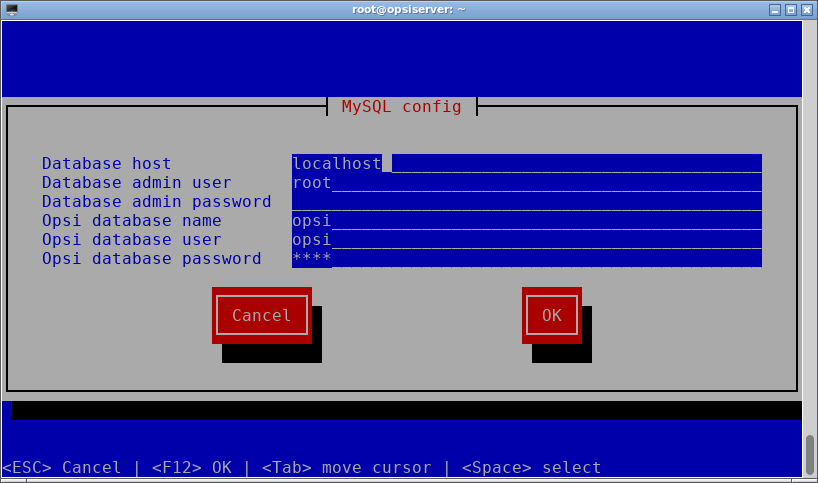 root@opsiserver: ~
MySQL config
Database host localhost
Database admin user root
Database admin password
Opsi database name opsi
Opsi database user opsi
Opsi database password ****
Cancel OK
<ESC> Cancel | <F12> OK | <Tab> move cursor | <Space> select